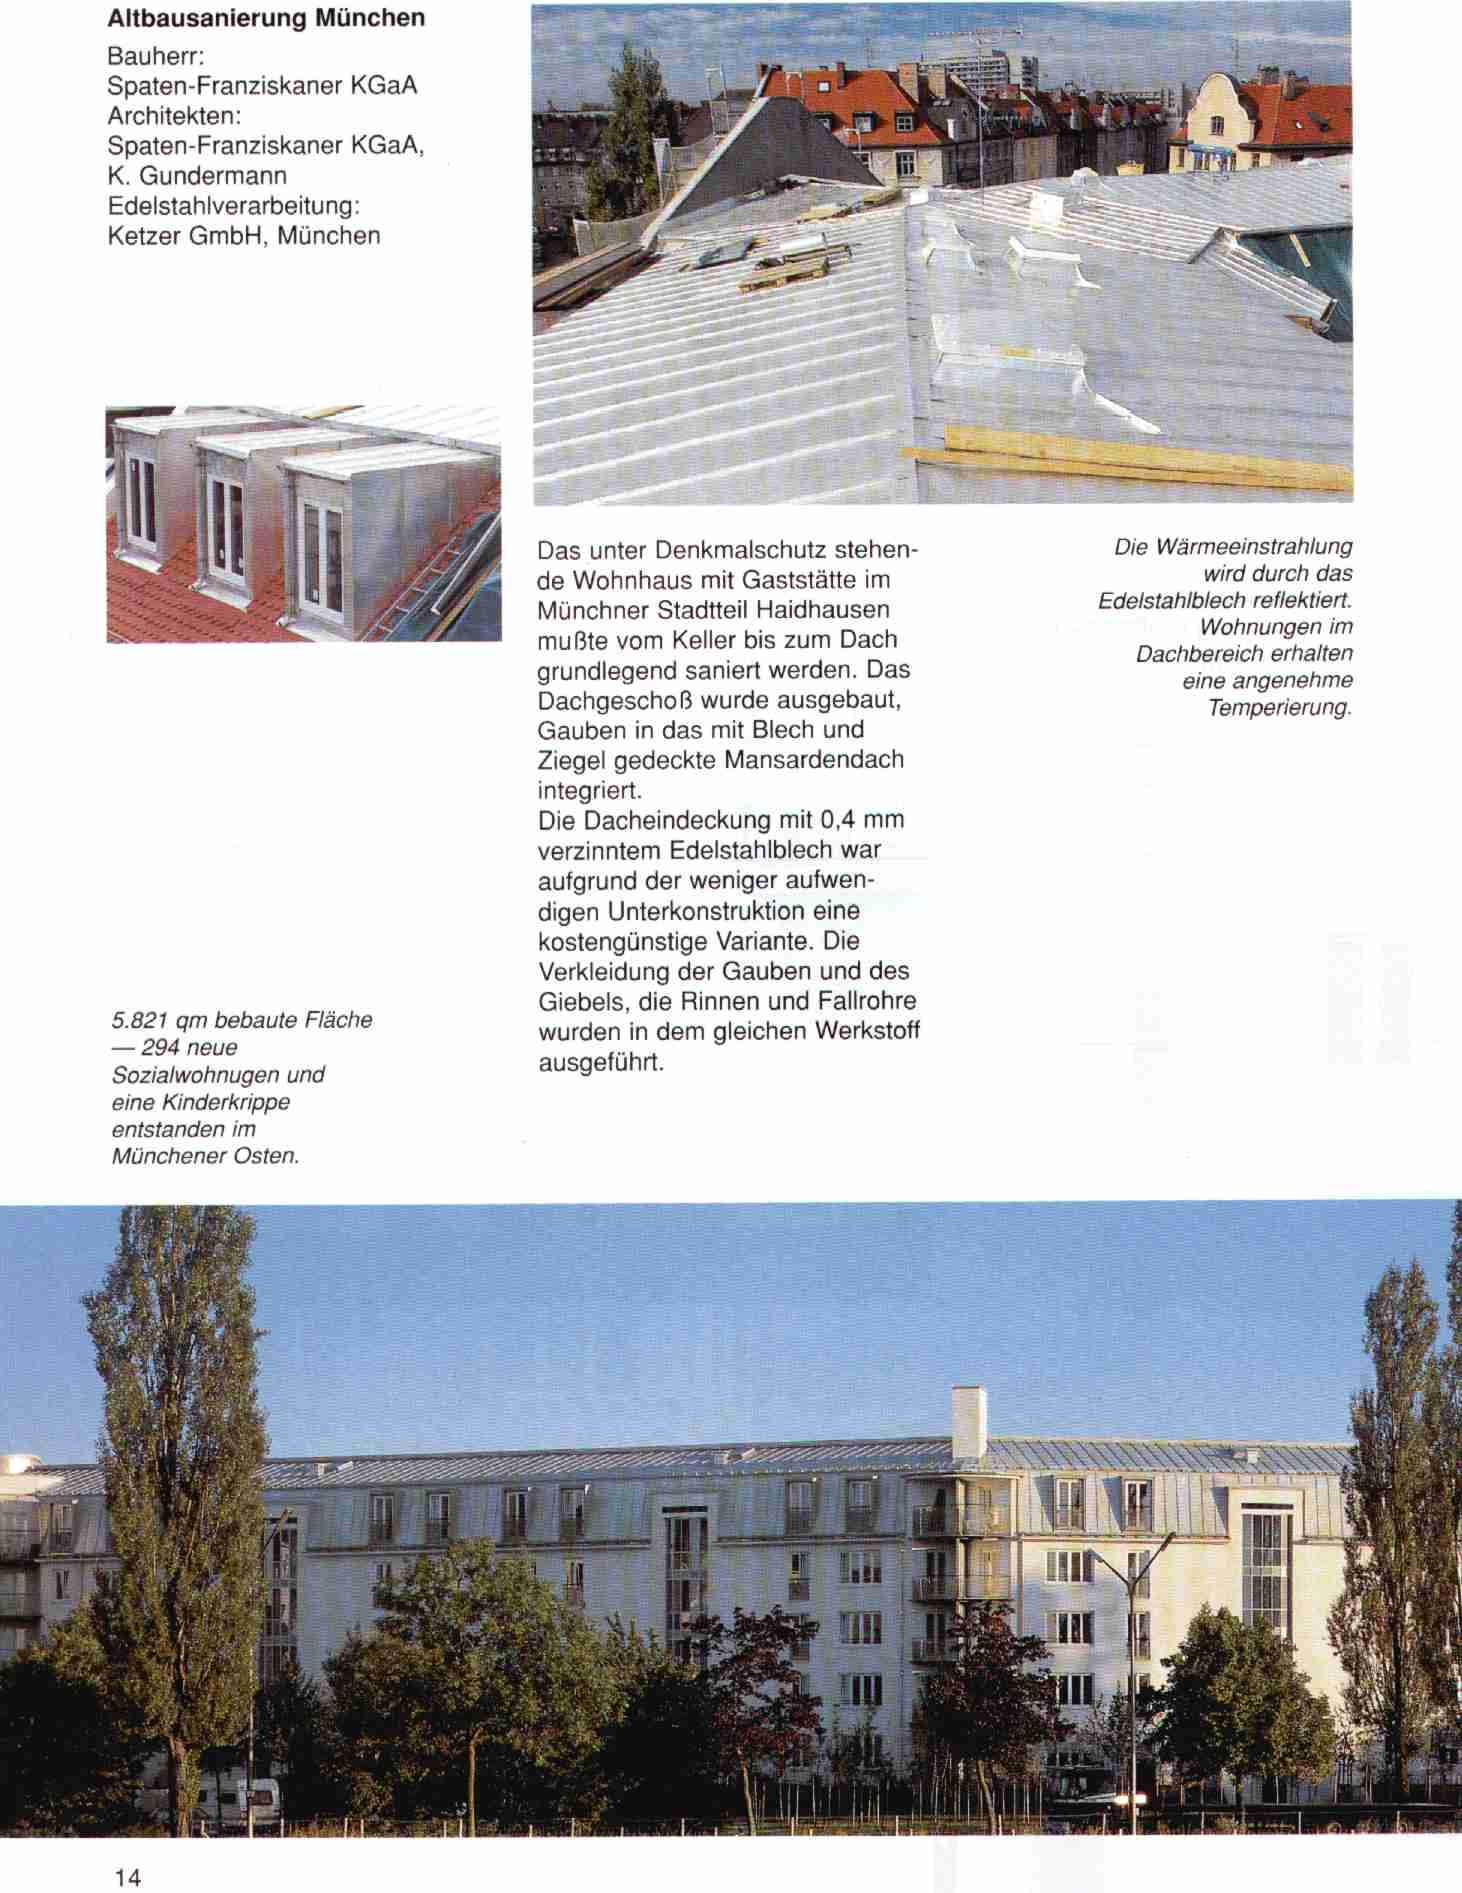 Altbausanierung München
Bauherr:
Spaten-Franziskaner KGaA
Architekten:
Spaten-Franziskaner KGaA,
K. Gundermann
Edelstahlverarbeitung:
Ketzer GmbH, München
Das unter Denkmalschutz stehen-
de Wohnhaus mit Gaststätte im
Münchner Stadtteil Haidhausen
mußte vom Keller bis zum Dach
grundlegend saniert werden. Das
Dachgeschoß wurde ausgebaut,
Gauben in das mit Blech und
Ziegel gedeckte Mansardendach
integriert.
Die Dacheindeckung mit 0,4 mm
verzinntem Edelstahlblech war
aufgrund der weniger aufwen-
digen Unterkonstruktion eine
kostengünstige Variante. Die
Verkleidung der Gauben und des
Giebels, die Rinnen und Fallrohre
wurden in dem gleichen Werkstoff
ausgeführt.
Die Wärmeeinstrahlung
wird durch das
Edelstahlblech reflektiert.
Wohnungen im
Dachbereich erhalten
eine angenehme
Temperierung.
5.821 qm bebaute Fläche
— 294 neue
Sozialwohnugen und
eine Kinderkrippe
entstanden im
Münchener Osten.
14